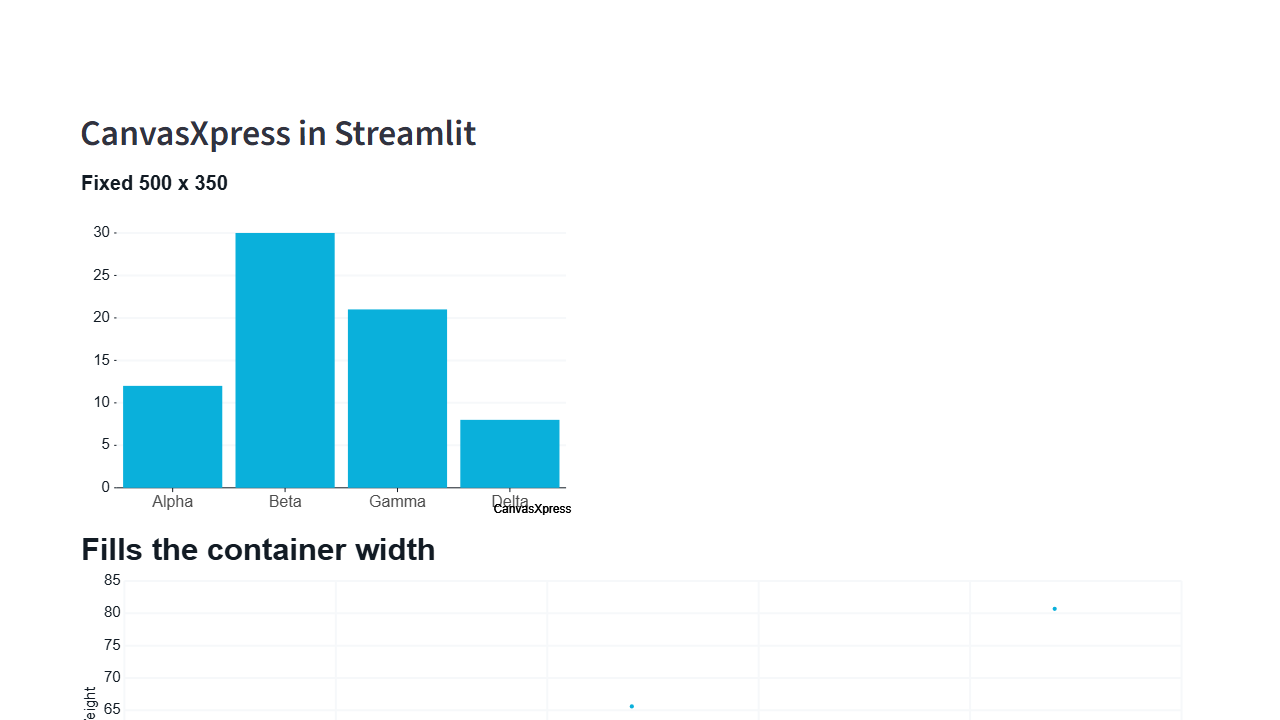 CanvasXpress in Streamlit
Fixed 500 x 350
30
25
20
15
10
5
0
Alpha Beta Gamma Delta
CanvasXpress
Fills the container width
85
80
75
70
65